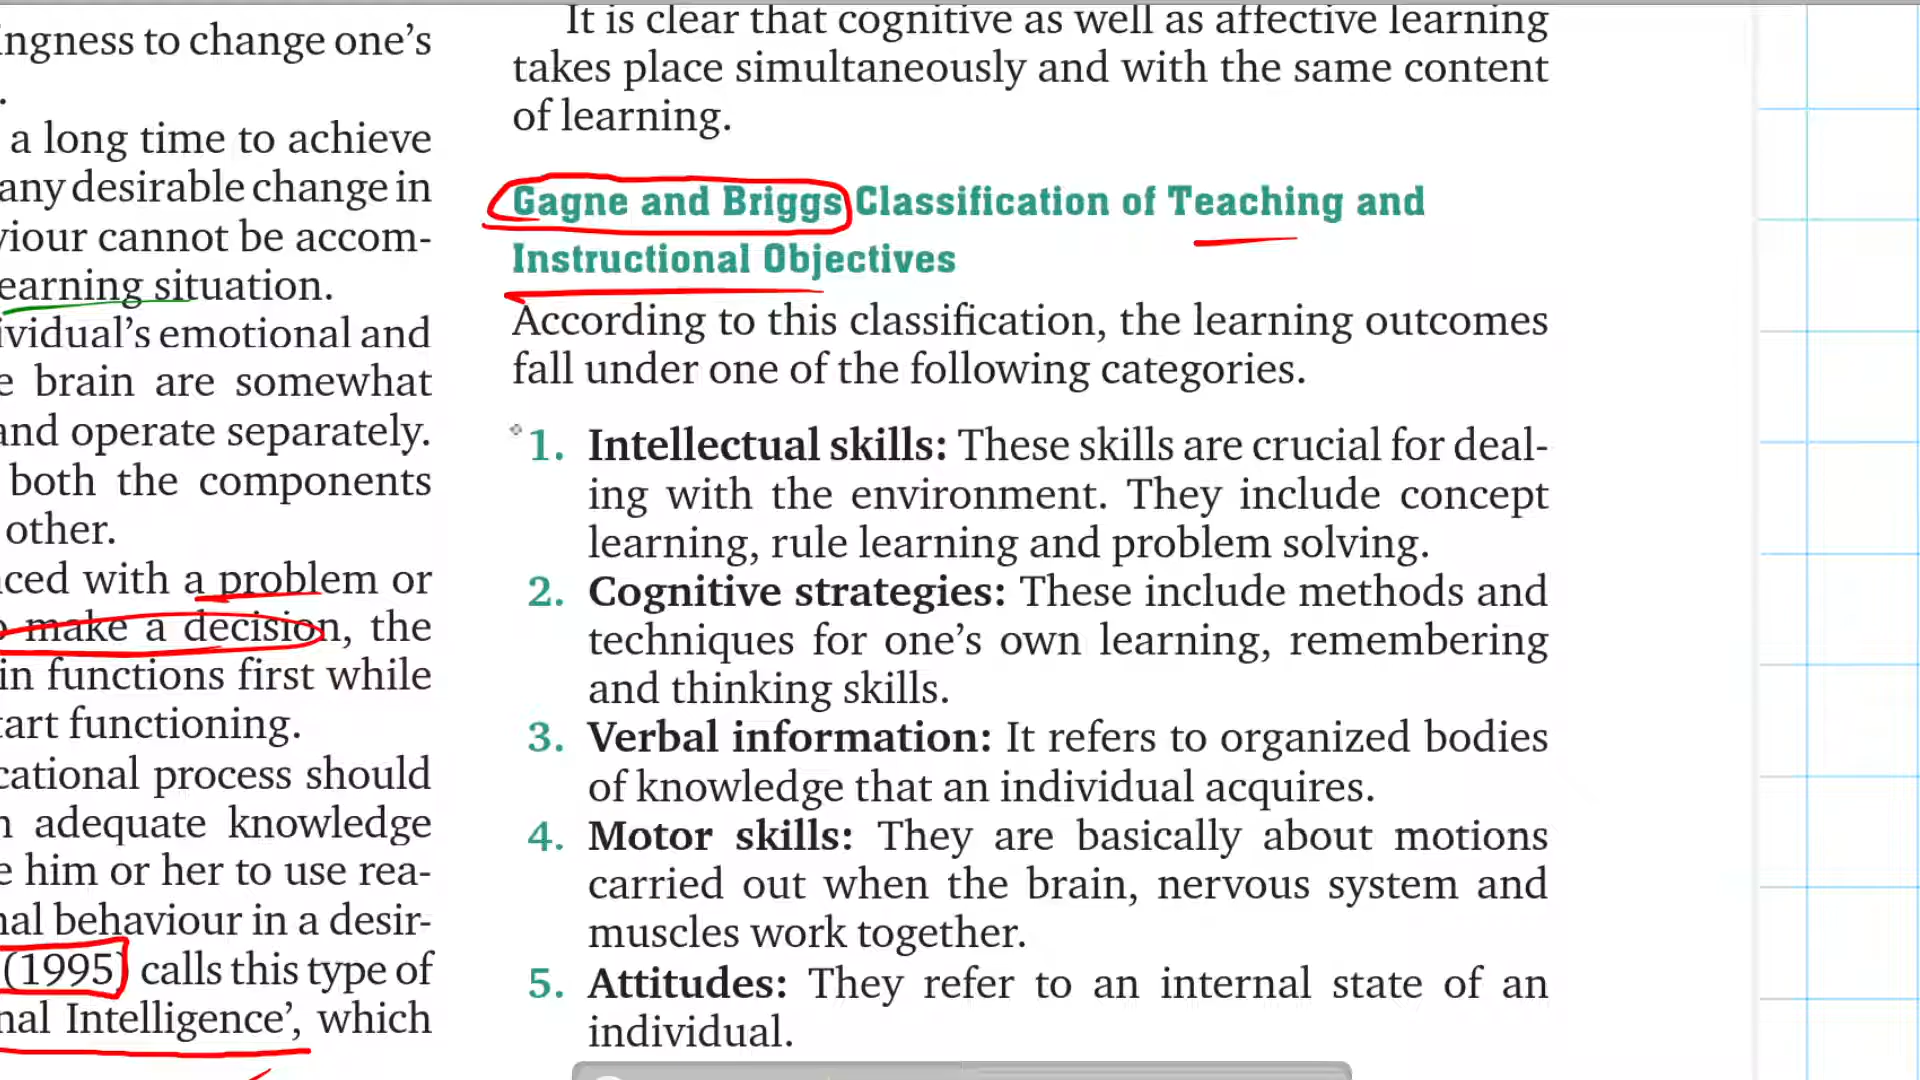 ingness to change one’s
.
a long time to achieve
any desirable change in
viour cannot be accom-
earning situation.
ividual’s emotional and
e brain are somewhat
and operate separately.
both the components
other.
nced with a problem or
make a decision, the
in functions first while
tart functioning.
cational process should
n adequate knowledge
e him or her to use rea-
nal behaviour in a desir-
(1995) calls this type of
nal Intelligence’, which
It is clear that cognitive as well as affective learning
takes place simultaneously and with the same content
of learning.
Gagne and Briggs Classification of Teaching and
Instructional Objectives
According to this classification, the learning outcomes
fall under one of the following categories.
1. Intellectual skills: These skills are crucial for deal-
ing with the environment. They include concept
learning, rule learning and problem solving.
2. Cognitive strategies: These include methods and
techniques for one’s own learning, remembering
and thinking skills.
3. Verbal information: It refers to organized bodies
of knowledge that an individual acquires.
4. Motor skills: They are basically about motions
carried out when the brain, nervous system and
muscles work together.
5. Attitudes: They refer to an internal state of an
individual.